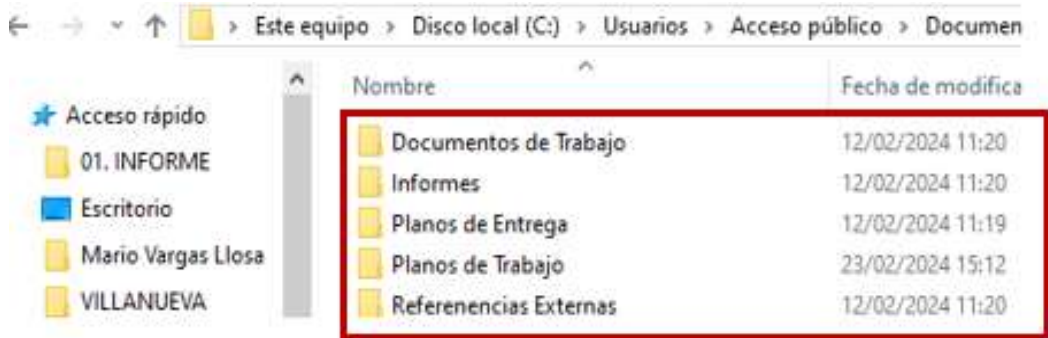 Este equipo > Disco local (C:) > Usuarios > Acceso público > Documen
Nombre Fecha de modifica
Acceso rápido
01. INFORME
Escritorio
Mario Vargas Llosa
VILLANUEVA
Documentos de Trabajo 12/02/2024 11:20
Informes 12/02/2024 11:20
Planos de Entrega 12/02/2024 11:19
Planos de Trabajo 23/02/2024 15:12
Referenencias Externas 12/02/2024 11:20